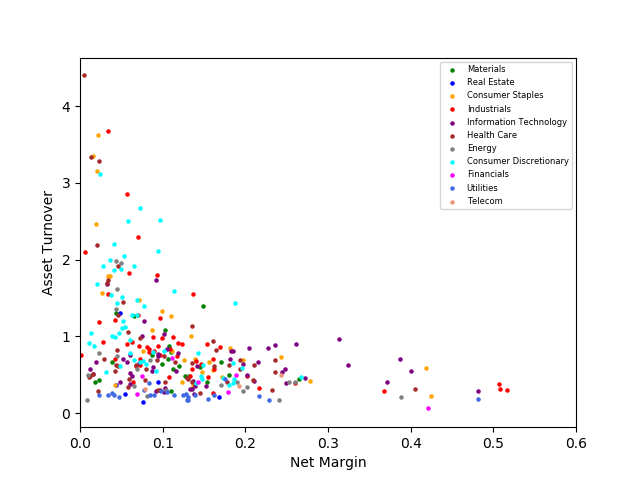 Materials
Real Estate
Consumer Staples
Industrials
Information Technology
Health Care
Energy
Consumer Discretionary
Financials
Utilities
Telecom
4
3
2
1
0
Asset Turnover
0.0 0.1 0.2 0.3 0.4 0.5 0.6
Net Margin